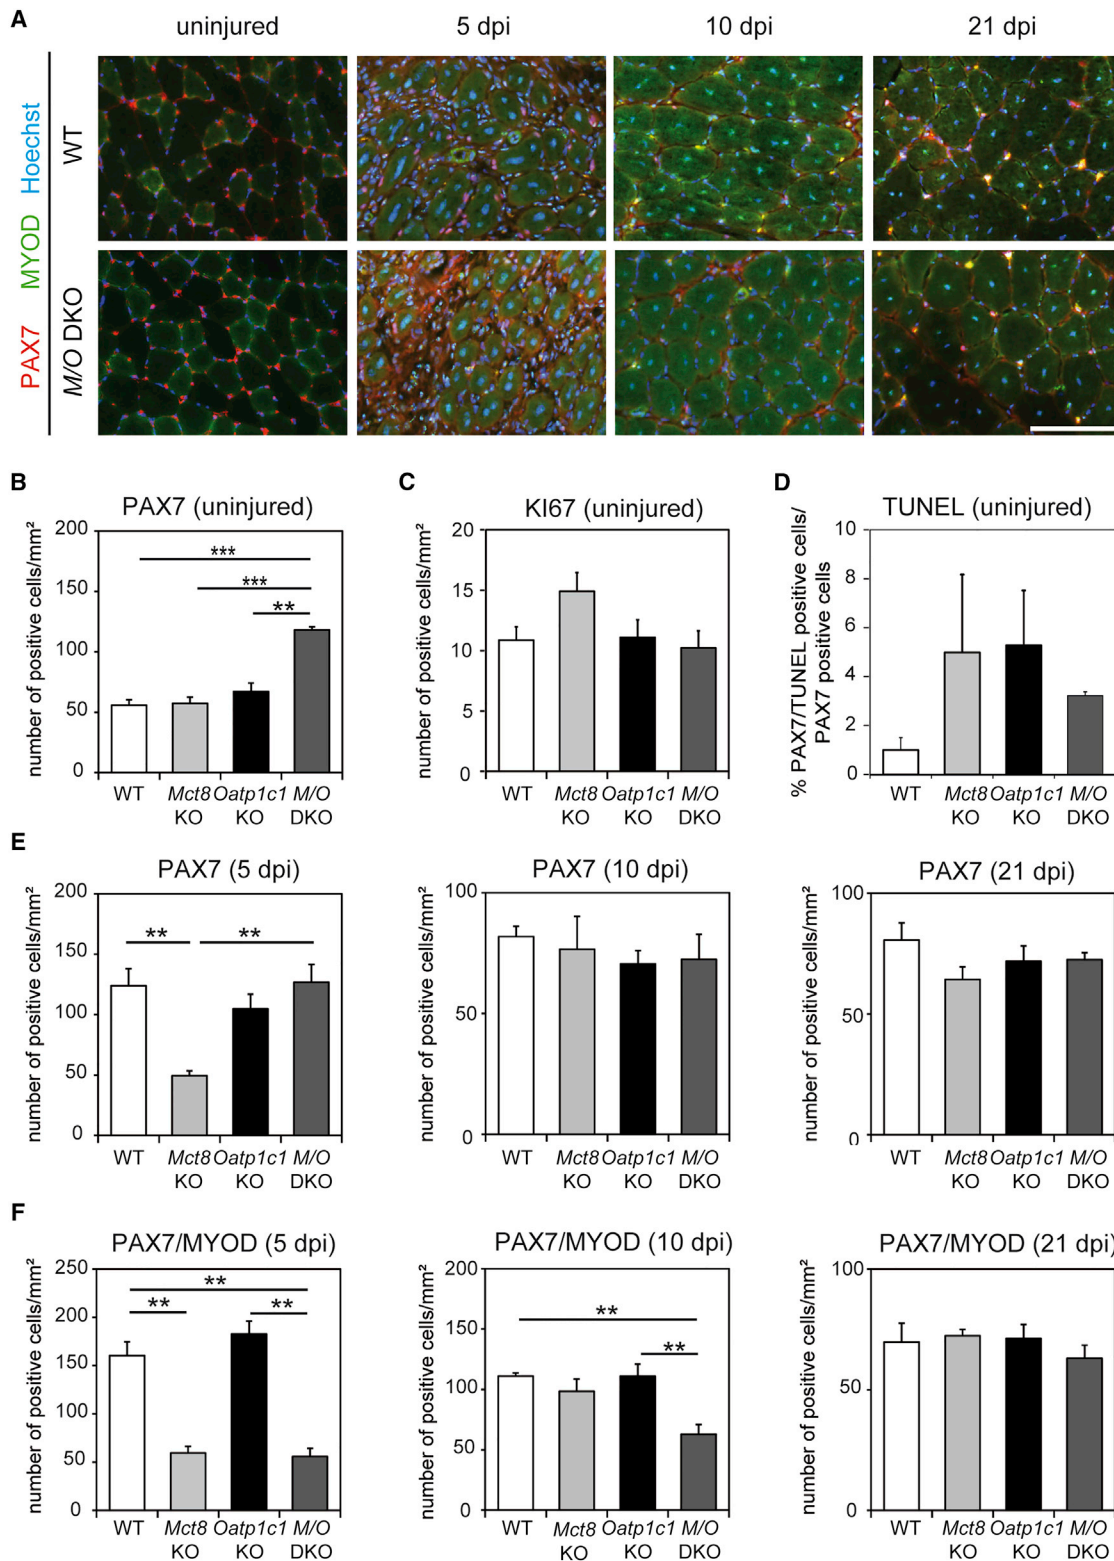 A
uninjured
5 dpi
10 dpi
21 dpi
PAX7 MYOD Hoechst
WT
M/O DKO
B
PAX7 (uninjured)
number of positive cells/mm²
200
150
100
50
0
***
***
**
WT
Mct8 KO
Oatp1c1 KO
M/O DKO
C
KI67 (uninjured)
number of positive cells/mm²
20
15
10
5
0
WT
Mct8 KO
Oatp1c1 KO
M/O DKO
D
TUNEL (uninjured)
% PAX7/TUNEL positive cells/
PAX7 positive cells
10
8
6
4
2
0
WT
Mct8 KO
Oatp1c1 KO
M/O DKO
E
PAX7 (5 dpi)
number of positive cells/mm²
200
150
100
50
0
**
**
WT
Mct8 KO
Oatp1c1 KO
M/O DKO
PAX7 (10 dpi)
number of positive cells/mm²
100
50
0
WT
Mct8 KO
Oatp1c1 KO
M/O DKO
PAX7 (21 dpi)
number of positive cells/mm²
100
50
0
WT
Mct8 KO
Oatp1c1 KO
M/O DKO
F
PAX7/MYOD (5 dpi)
number of positive cells/mm²
250
200
150
100
50
0
**
**
**
WT
Mct8 KO
Oatp1c1 KO
M/O DKO
PAX7/MYOD (10 dpi)
number of positive cells/mm²
200
150
100
50
0
**
**
WT
Mct8 KO
Oatp1c1 KO
M/O DKO
PAX7/MYOD (21 dpi)
number of positive cells/mm²
100
50
0
WT
Mct8 KO
Oatp1c1 KO
M/O DKO